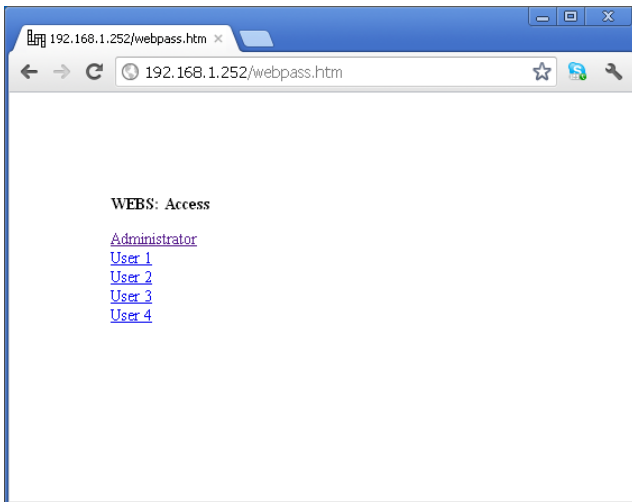 192.168.1.252/webpass.htm
192.168.1.252/webpass.htm
WEBS: Access
Administrator
User 1
User 2
User 3
User 4